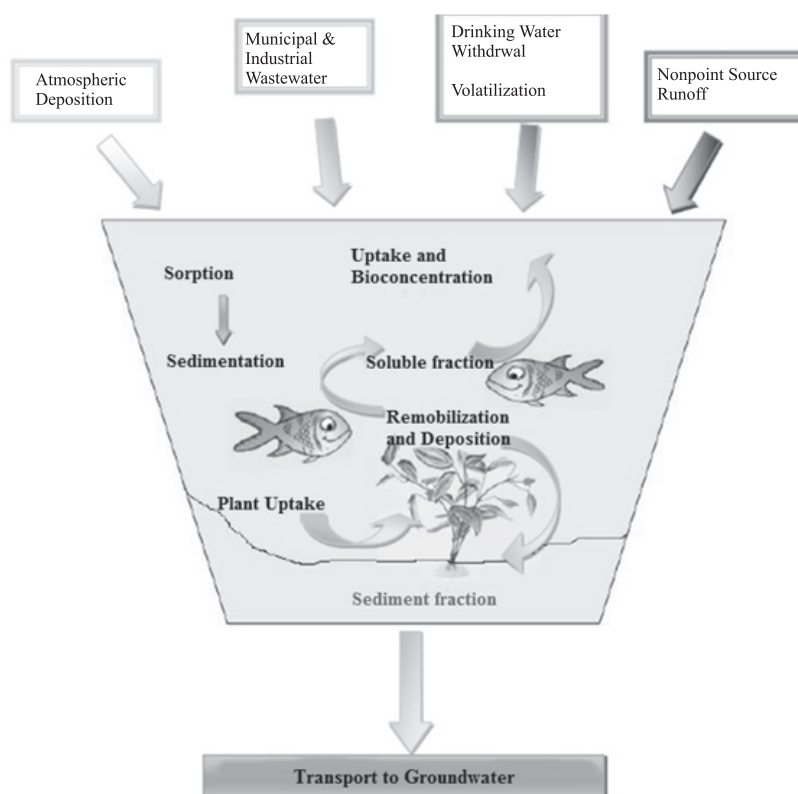 Atmospheric
Deposition
Municipal &
Industrial
Wastewater
Drinking Water
Withdrwal
Volatilization
Nonpoint Source
Runoff
Uptake and
Bioconcentration
Sorption
Sedimentation
Soluble fraction
Remobilization
and Deposition
Plant Uptake
Sediment fraction
Transport to Groundwater